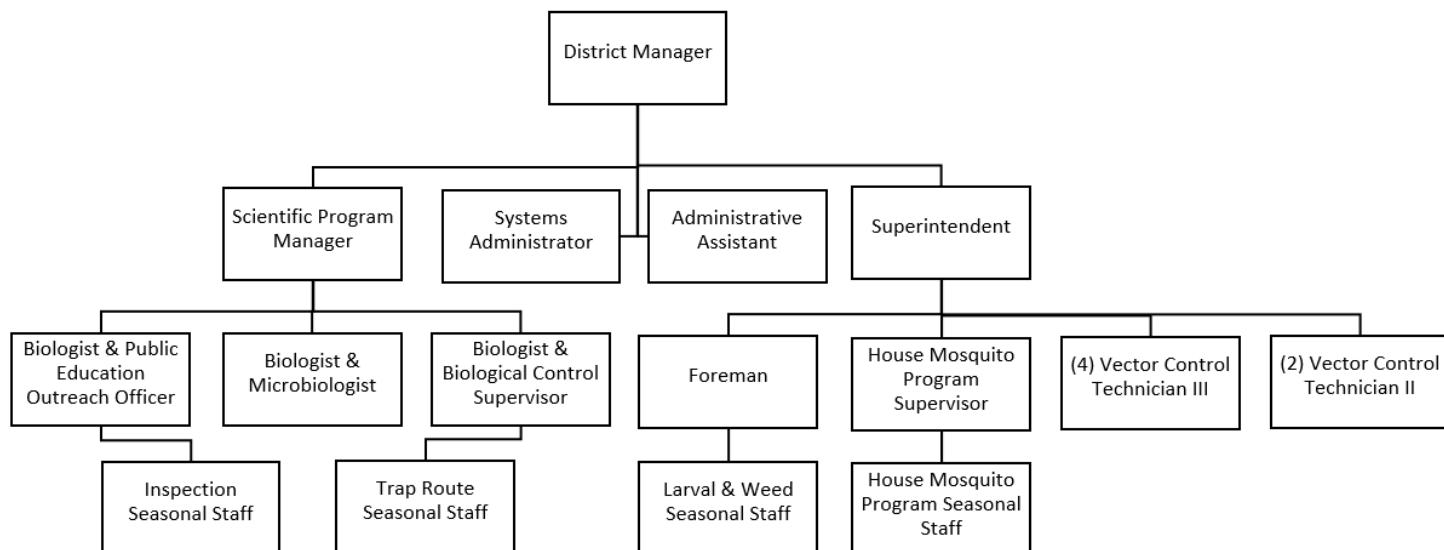 District Manager
Scientific Program
Manager
Systems
Administrator
Administrative
Assistant
Superintendent
Biologist & Public
Education
Outreach Officer
Biologist &
Microbiologist
Biologist &
Biological Control
Supervisor
Foreman
House Mosquito
Program
Supervisor
(4) Vector Control
Technician III
(2) Vector Control
Technician II
Inspection
Seasonal Staff
Trap Route
Seasonal Staff
Larval & Weed
Seasonal Staff
House Mosquito
Program Seasonal
Staff